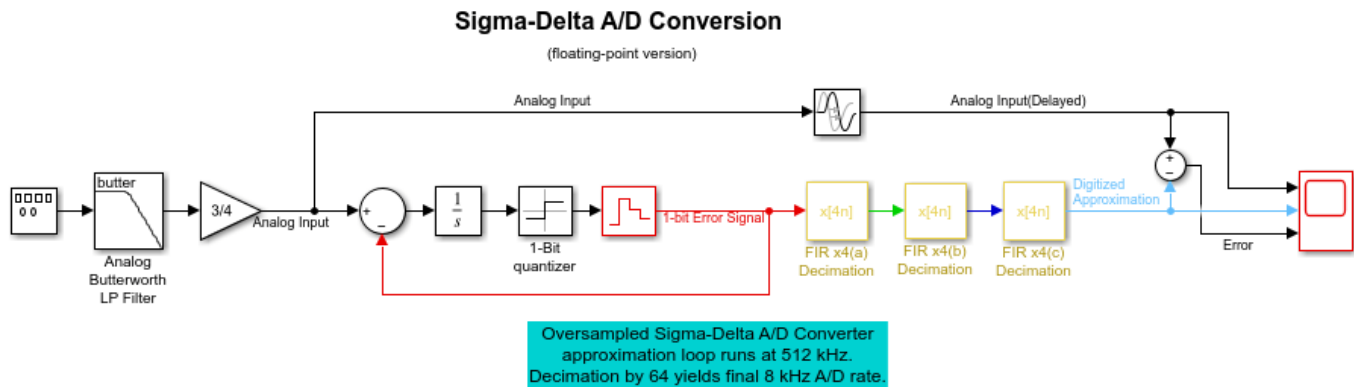 Sigma-Delta A/D Conversion
(floating-point version)
Analog Input
Analog Input(Delayed)
butter
3/4
Analog Input
+
−
1
s
1-bit Error Signal
x[4n]
x[4n]
x[4n]
Digitized
Approximation
+
−
Error
Analog
Butterworth
LP Filter
1-Bit
quantizer
FIR x4(a)
Decimation
FIR x4(b)
Decimation
FIR x4(c)
Decimation
Oversampled Sigma-Delta A/D Converter
approximation loop runs at 512 kHz.
Decimation by 64 yields final 8 kHz A/D rate.